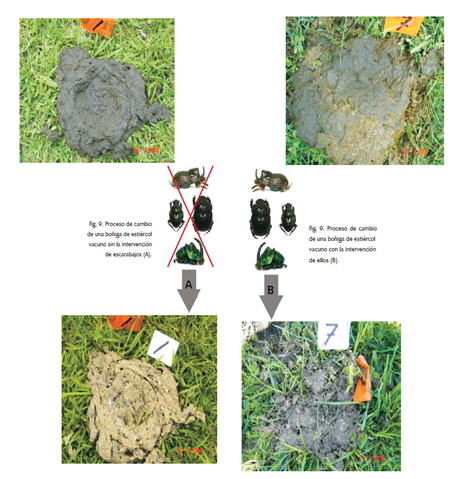 Fig. 9. Proceso de cambio
de una boñiga de estiércol
vacuno sin la intervención
de escarabajos (A).
Fig. 9. Proceso de cambio
de una boñiga de estiércol
vacuno con la intervención
de ellos (B).
A
B
1
7